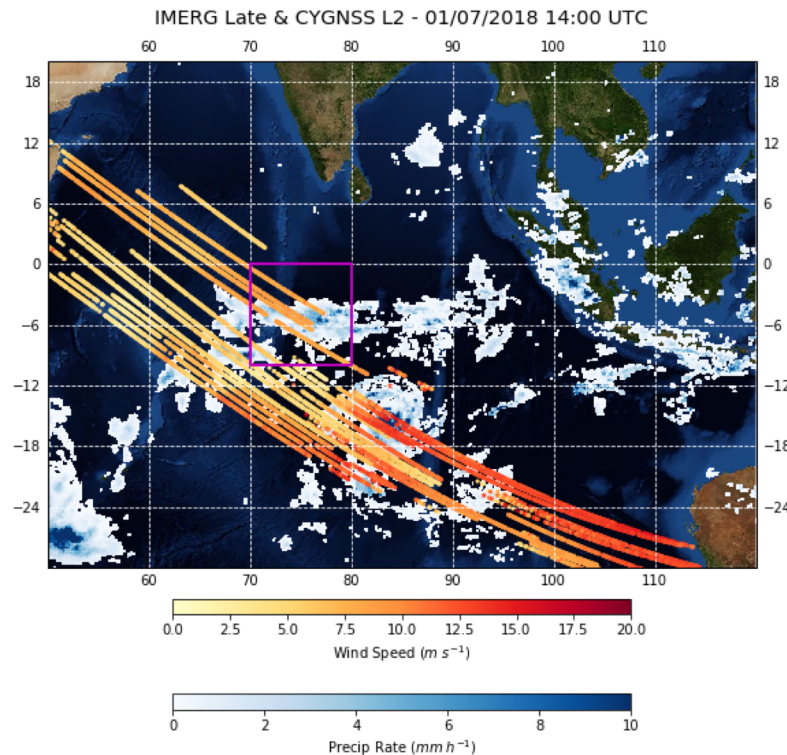 IMERG Late & CYGNSS L2 - 01/07/2018 14:00 UTC
60 70 80 90 100 110
18 18
12 12
6 6
0 0
−6 −6
−12 −12
−18 −18
−24 −24
60 70 80 90 100 110
0.0 2.5 5.0 7.5 10.0 12.5 15.0 17.5 20.0
Wind Speed (m s⁻¹)
0 2 4 6 8 10
Precip Rate (mm h⁻¹)